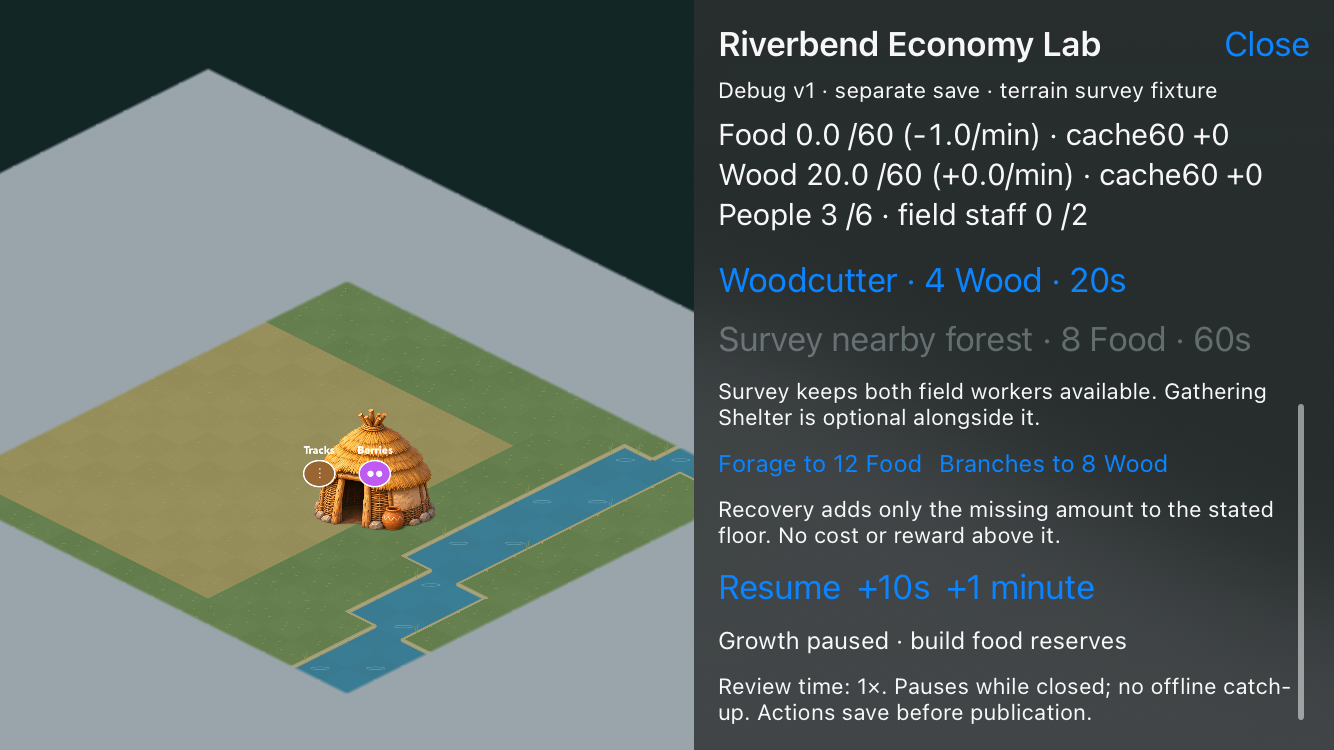 Riverbend Economy Lab
Close
Debug v1 · separate save · terrain survey fixture
Food 0.0 /60 (-1.0/min) · cache60 +0
Wood 20.0 /60 (+0.0/min) · cache60 +0
People 3 /6 · field staff 0 /2
Woodcutter · 4 Wood · 20s
Survey nearby forest · 8 Food · 60s
Survey keeps both field workers available. Gathering
Shelter is optional alongside it.
Forage to 12 Food Branches to 8 Wood
Recovery adds only the missing amount to the stated
floor. No cost or reward above it.
Resume +10s +1 minute
Growth paused · build food reserves
Review time: 1×. Pauses while closed; no offline catch-
up. Actions save before publication.
Tracks
Berries